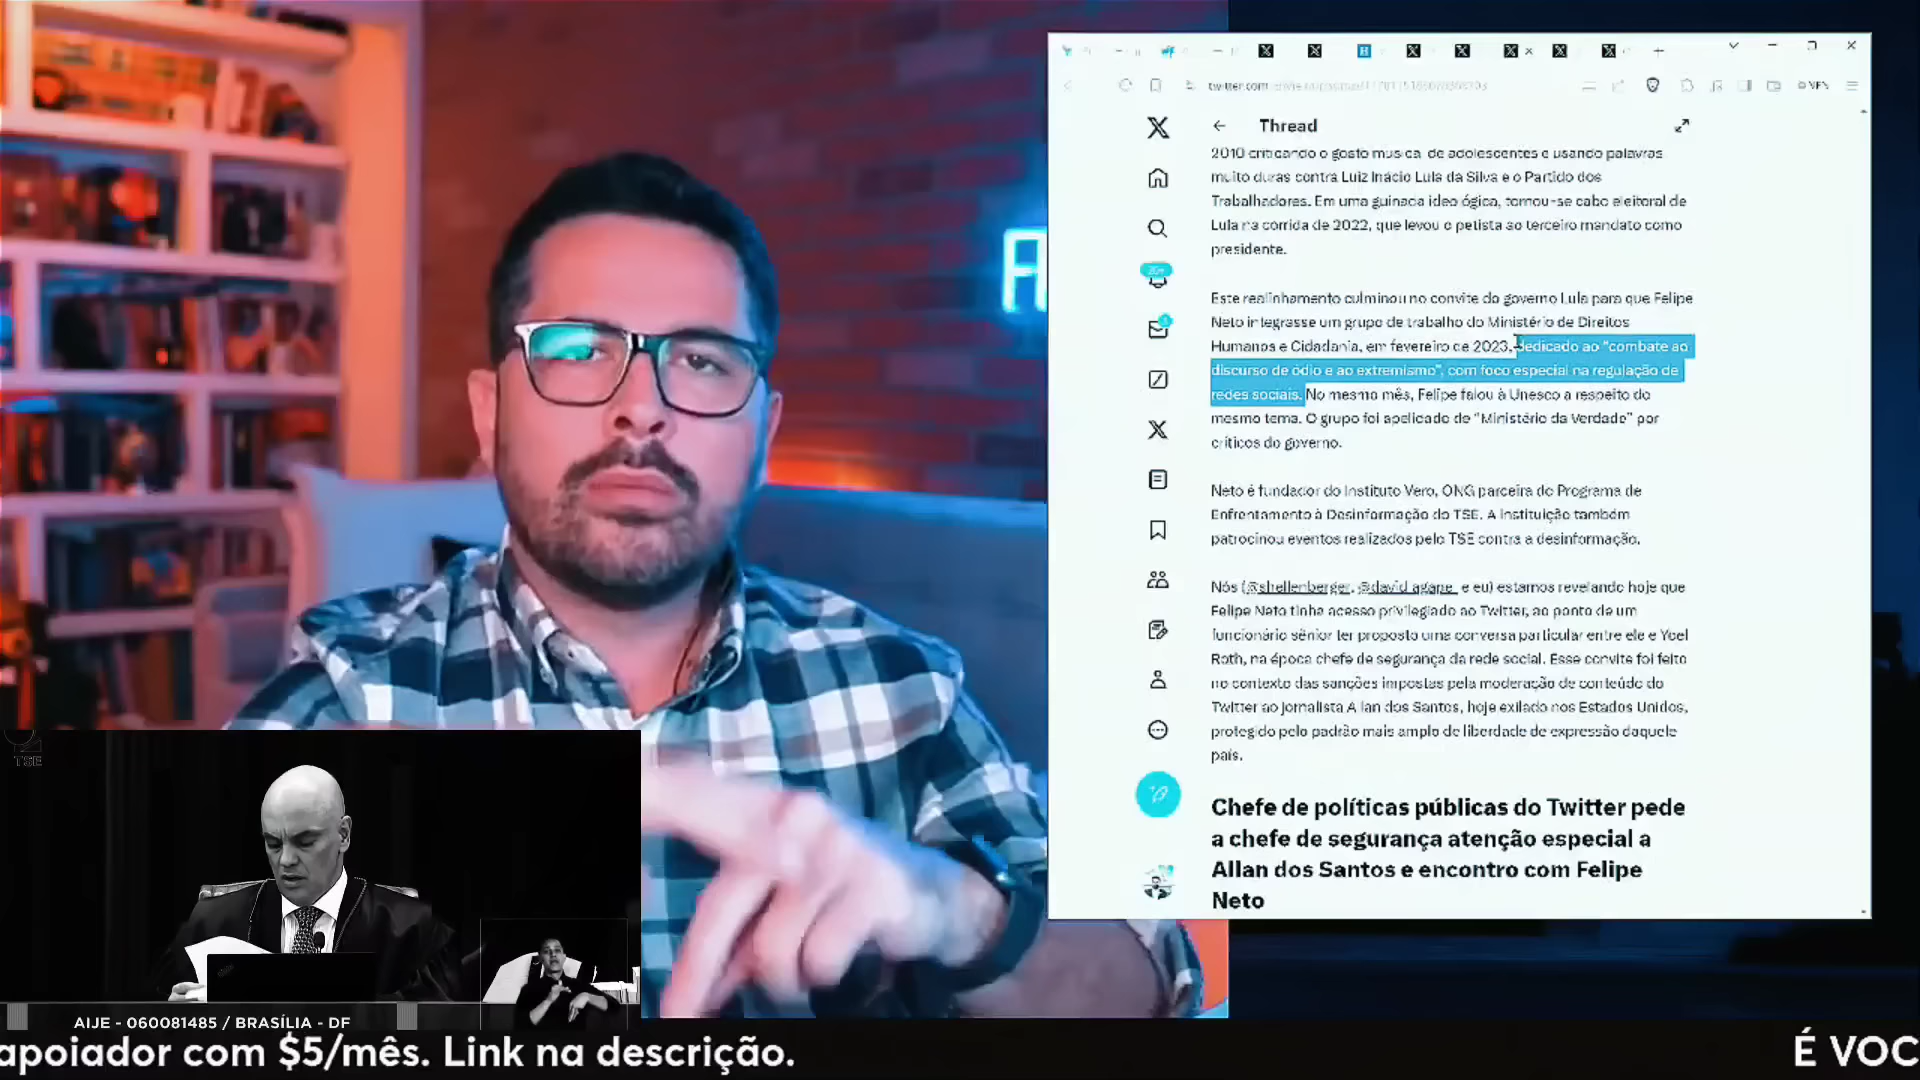 twitter.com
Thread
2010 criticando o gosto musical de adolescentes e usando palavras
muito duras contra Luiz Inácio Lula da Silva e o Partido dos
Trabalhadores. Em uma guinada ideológica, tornou-se cabo eleitoral de
Lula na corrida de 2022, que levou o petista ao terceiro mandato como
presidente.
Este realinhamento culminou no convite do governo Lula para que Felipe
Neto integrasse um grupo de trabalho do Ministério de Direitos
Humanos e Cidadania, em fevereiro de 2023, dedicado ao "combate ao
discurso de ódio e ao extremismo", com foco especial na regulação de
redes sociais. No mesmo mês, Felipe falou à Unesco a respeito do
mesmo tema. O grupo foi apelidado de "Ministério da Verdade" por
críticos do governo.
Neto é fundador do Instituto Vero, ONG parceira do Programa de
Enfrentamento à Desinformação do TSE. A instituição também
patrocinou eventos realizados pelo TSE contra a desinformação.
Nós (@shellenberger, @david_agape_ e eu) estamos revelando hoje que
Felipe Neto tinha acesso privilegiado ao Twitter, ao ponto de um
funcionário sênior ter proposto uma conversa particular entre ele e Yoel
Roth, na época chefe de segurança da rede social. Esse convite foi feito
no contexto das sanções impostas pela moderação de conteúdo do
Twitter ao jornalista Allan dos Santos, hoje exilado nos Estados Unidos,
protegido pelo padrão mais amplo de liberdade de expressão daquele
país.
Chefe de políticas públicas do Twitter pede
a chefe de segurança atenção especial a
Allan dos Santos e encontro com Felipe
Neto
TSE
AIJE - 060081485 / BRASÍLIA - DF
apoiador com $5/mês. Link na descrição.
É VOC